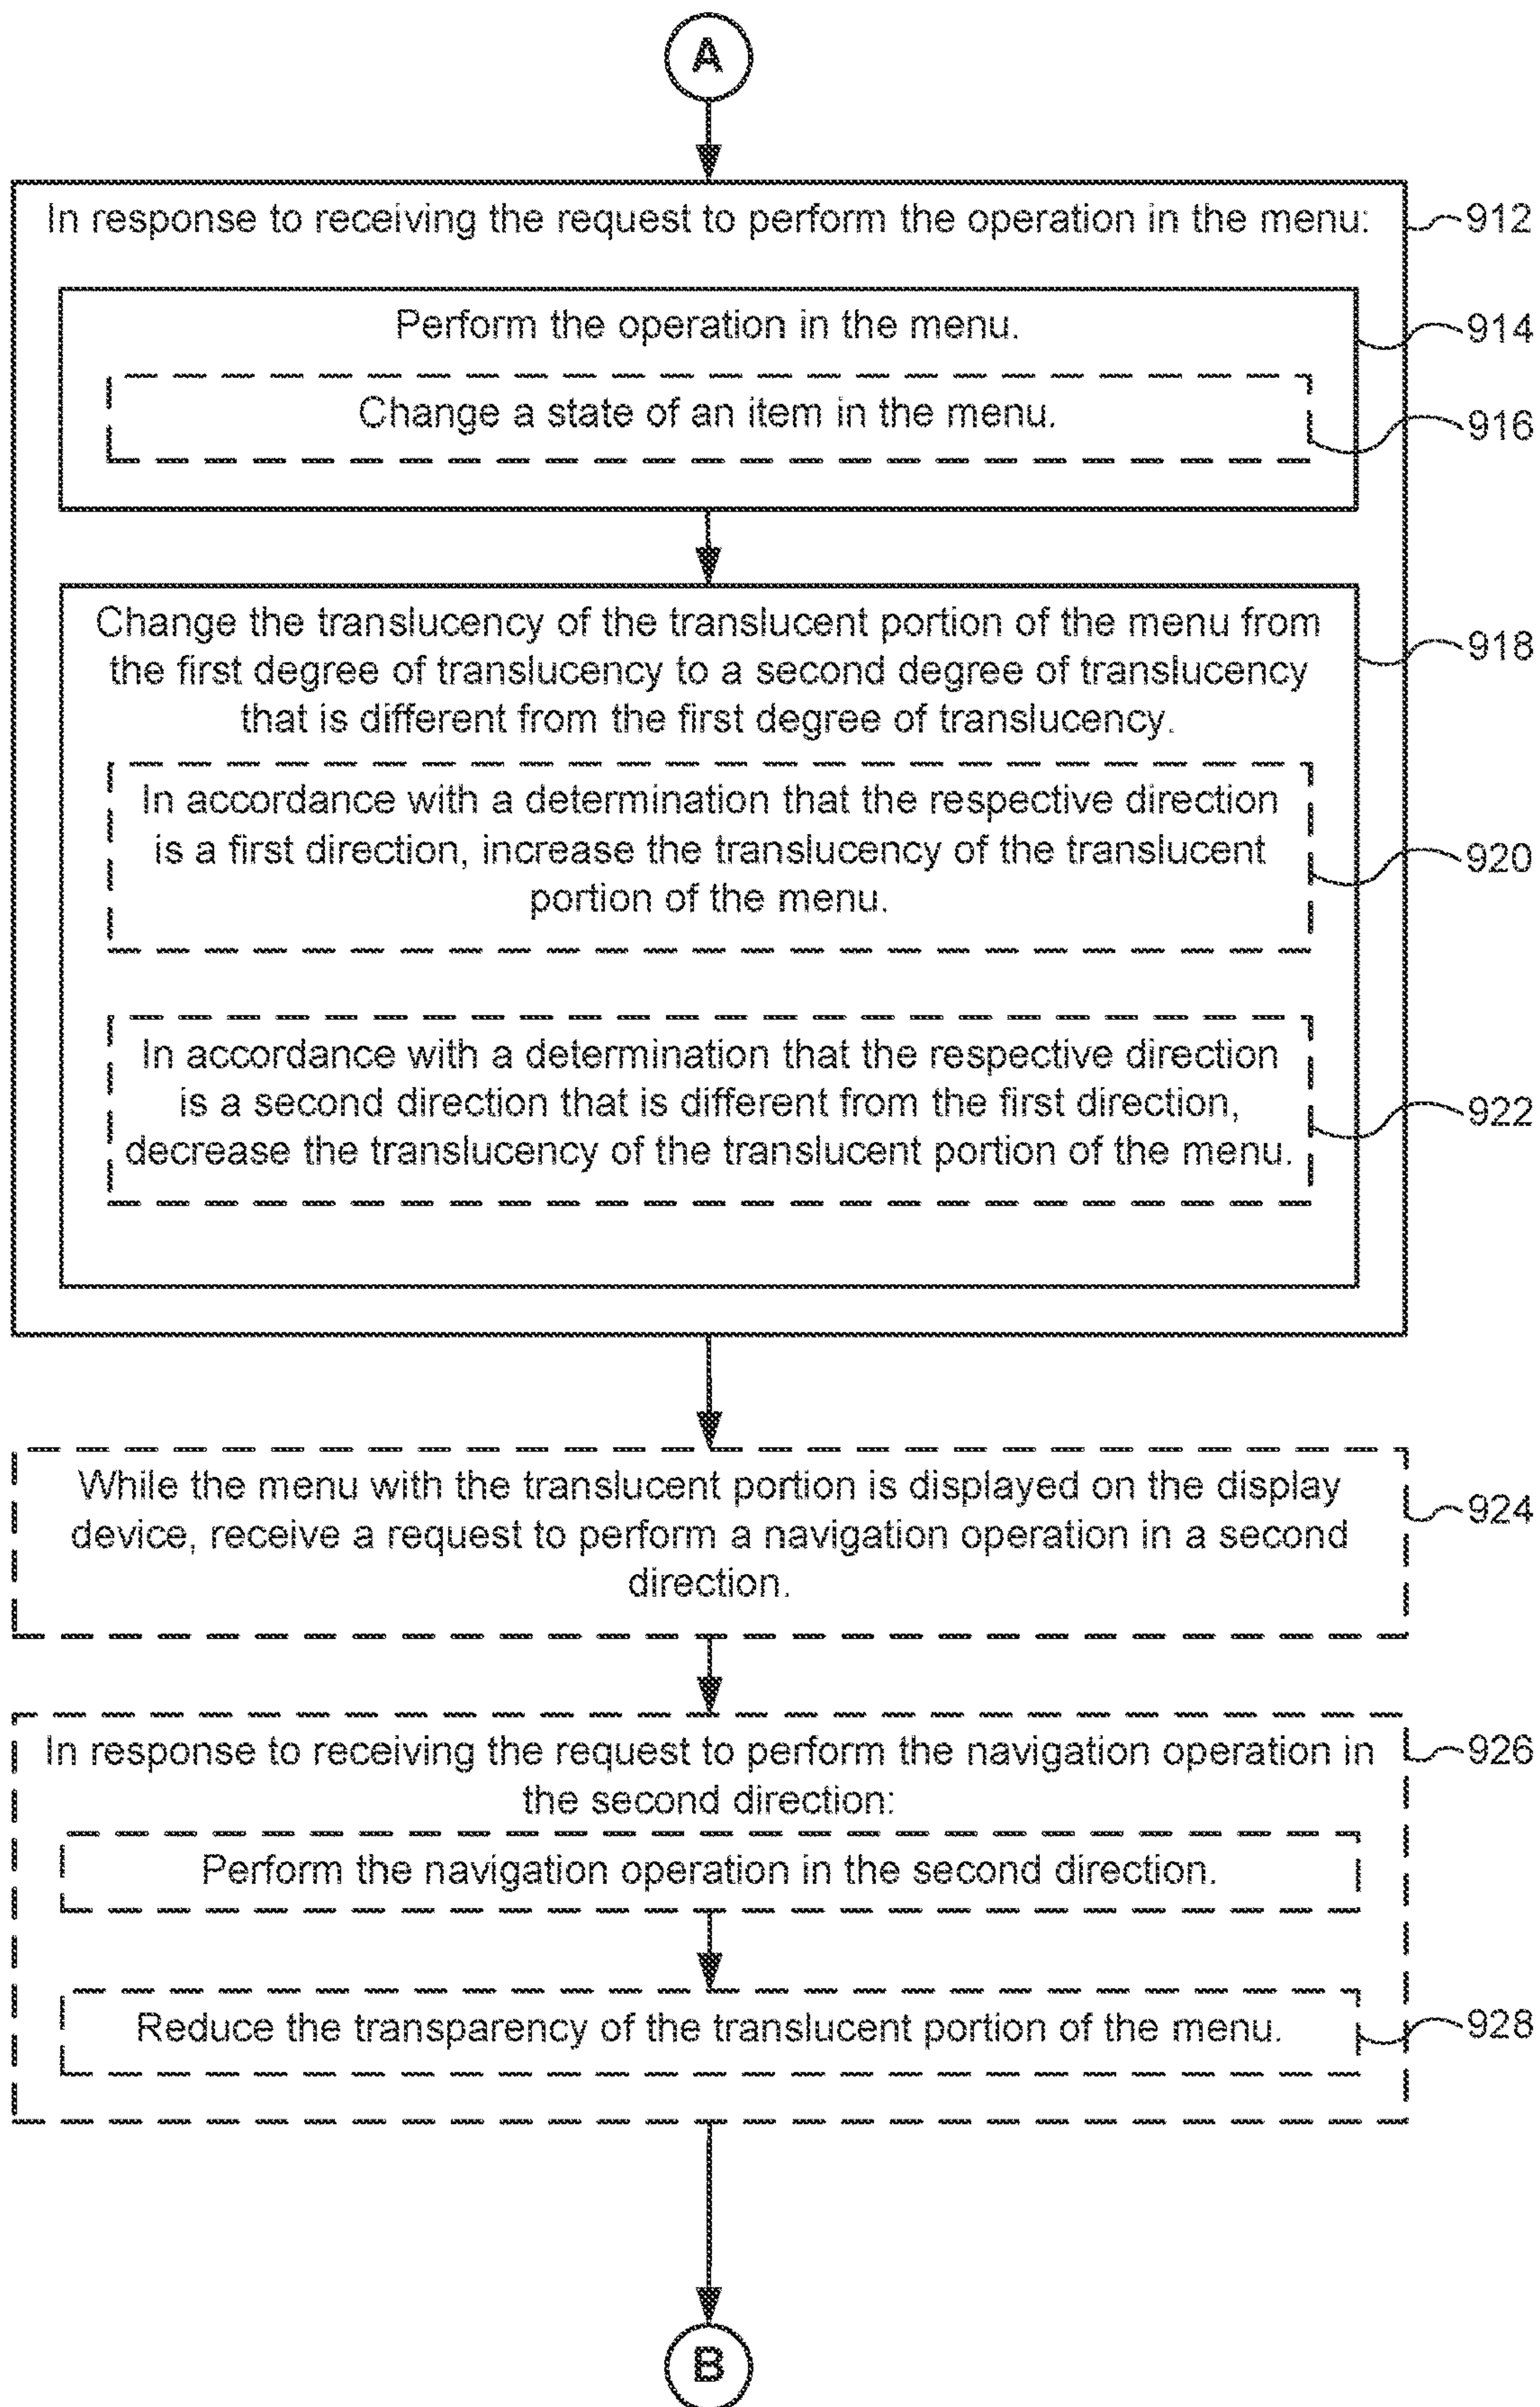 A
In response to receiving the request to perform the operation in the menu:
912
Perform the operation in the menu.
914
Change a state of an item in the menu.
916
Change the translucency of the translucent portion of the menu from
the first degree of translucency to a second degree of translucency
that is different from the first degree of translucency.
918
In accordance with a determination that the respective direction
is a first direction, increase the translucency of the translucent
portion of the menu.
920
In accordance with a determination that the respective direction
is a second direction that is different from the first direction,
decrease the translucency of the translucent portion of the menu.
922
While the menu with the translucent portion is displayed on the display
device, receive a request to perform a navigation operation in a second
direction.
924
In response to receiving the request to perform the navigation operation in
the second direction:
926
Perform the navigation operation in the second direction.
Reduce the transparency of the translucent portion of the menu.
928
B